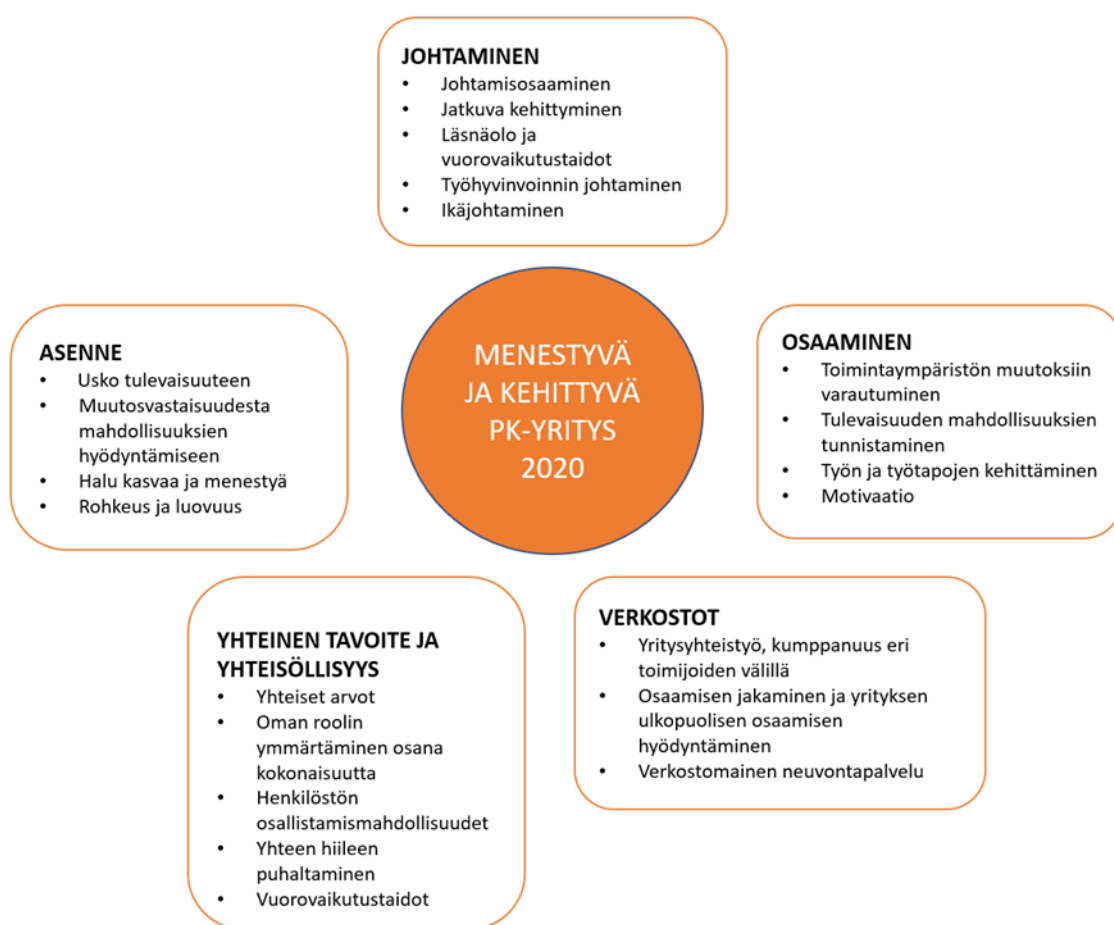 JOHTAMINEN
• Johtamisosaaminen
• Jatkuva kehittyminen
• Läsnäolo ja
vuorovaikutustaidot
• Työhyvinvoinnin johtaminen
• Ikäjohtaminen
MENESTYVÄ
JA KEHITTYVÄ
PK-YRITYS
2020
ASENNE
• Usko tulevaisuuteen
• Muutosvastaisuudesta
mahdollisuuksien
hyödyntämiseen
• Halu kasvaa ja menestyä
• Rohkeus ja luovuus
OSAAMINEN
• Toimintaympäristön muutoksiin
varautuminen
• Tulevaisuuden mahdollisuuksien
tunnistaminen
• Työn ja työtapojen kehittäminen
• Motivaatio
YHTEINEN TAVOITE JA
YHTEISÖLLISYYS
• Yhteiset arvot
• Oman roolin
ymmärtäminen osana
kokonaisuutta
• Henkilöstön
osallistamismahdollisuudet
• Yhteen hiileen
puhaltaminen
• Vuorovaikutustaidot
VERKOSTOT
• Yritysyhteistyö, kumppanuus eri
toimijoiden välillä
• Osaamisen jakaminen ja yrityksen
ulkopuolisen osaamisen
hyödyntäminen
• Verkostomainen neuvontapalvelu